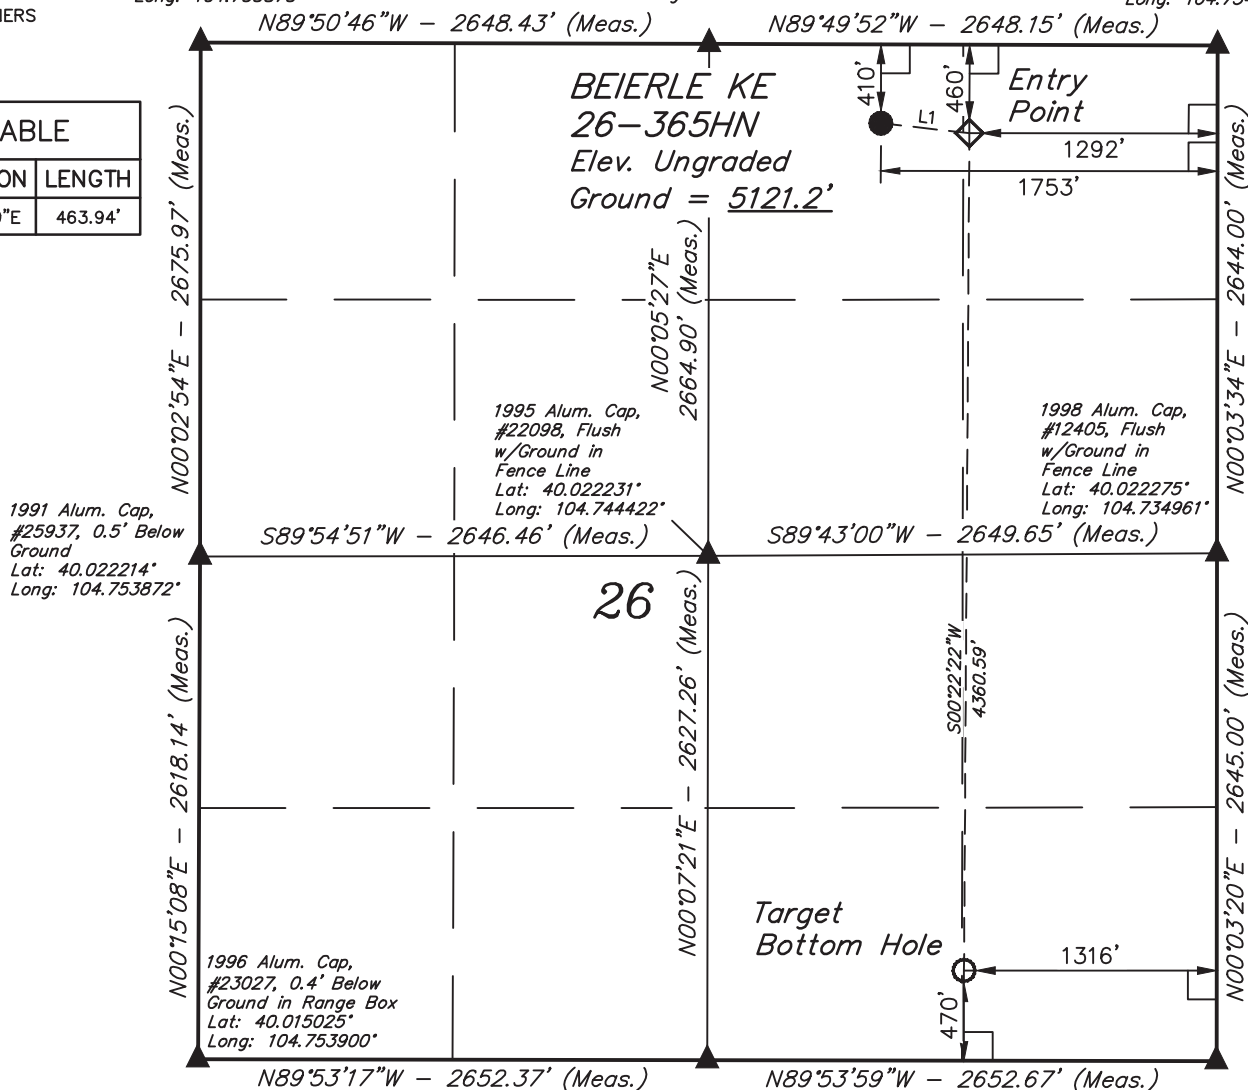 N89°50'46"W - 2648.43' (Meas.)
N89°49'52"W - 2648.15' (Meas.)
BEIERLE KE
26-365HN
Elev. Ungraded
Ground = 5121.2'
410'
460'
Entry
Point
L1
1292'
1753'
LENGTH
463.94'
N00°02'54"E - 2675.97' (Meas.)
N00°05'27"E
2664.90' (Meas.)
N00°03'34"E - 2644.00' (Meas.)
1995 Alum. Cap,
#22098, Flush
w/Ground in
Fence Line
Lat: 40.022231°
Long: 104.744422°
1998 Alum. Cap,
#12405, Flush
w/Ground in
Fence Line
Lat: 40.022275°
Long: 104.734961°
1991 Alum. Cap,
#25937, 0.5' Below
Ground
Lat: 40.022214°
Long: 104.753872°
S89°54'51"W - 2646.46' (Meas.)
S89°43'00"W - 2649.65' (Meas.)
26
N00°15'08"E - 2618.14' (Meas.)
N00°07'21"E - 2627.26' (Meas.)
S00°22'22"W
4360.59'
N00°03'20"E - 2645.00' (Meas.)
Target
Bottom Hole
1316'
470'
1996 Alum. Cap,
#23027, 0.4' Below
Ground in Range Box
Lat: 40.015025°
Long: 104.753900°
N89°53'17"W - 2652.37' (Meas.)
N89°53'59"W - 2652.67' (Meas.)